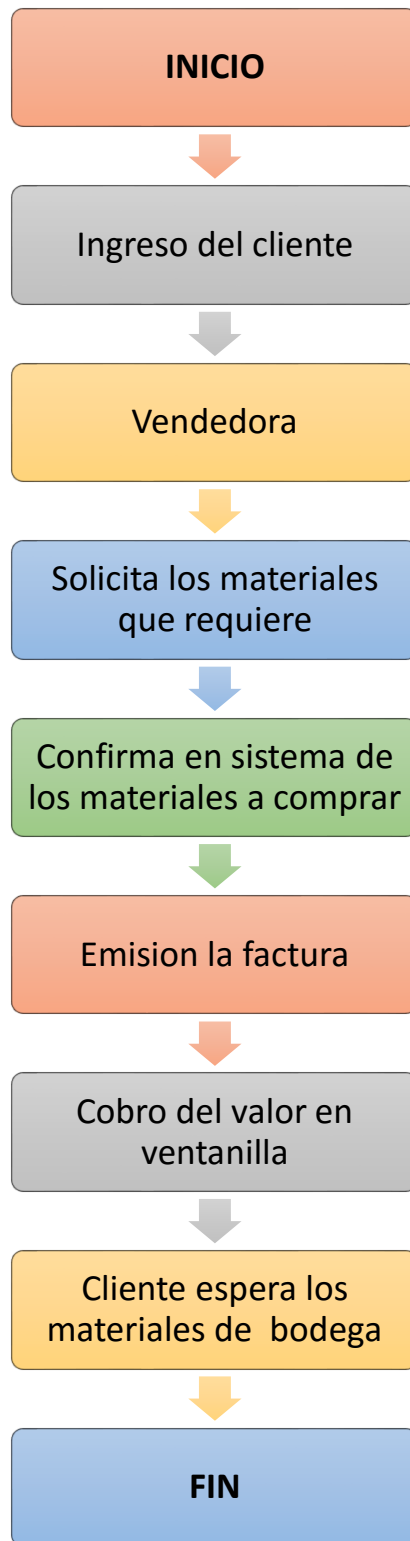 INICIO
Ingreso del cliente
Vendedora
Solicita los materiales
que requiere
Confirma en sistema de
los materiales a comprar
Emision la factura
Cobro del valor en
ventanilla
Cliente espera los
materiales de  bodega
FIN